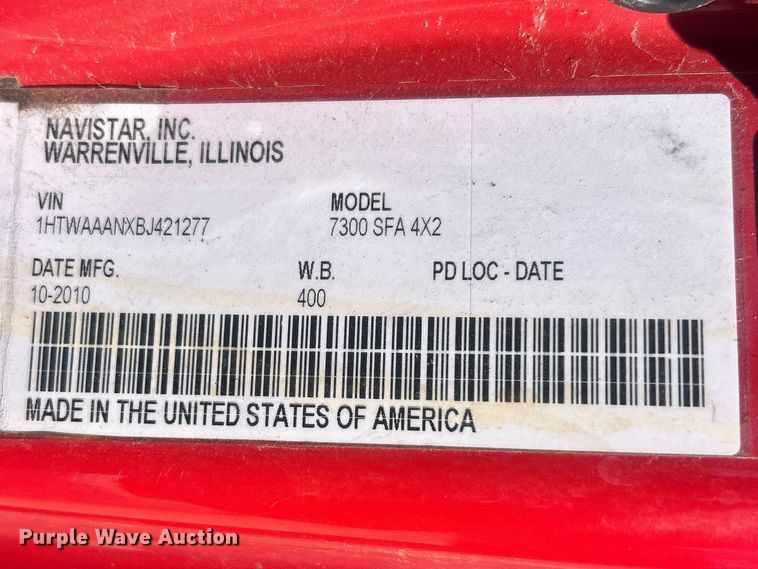 NAVISTAR, INC.
WARRENVILLE, ILLINOIS
VIN MODEL
1HTWAAANXBJ421277 7300 SFA 4X2
DATE MFG. W.B. PD LOC - DATE
10-2010 400
MADE IN THE UNITED STATES OF AMERICA
Purple Wave Auction